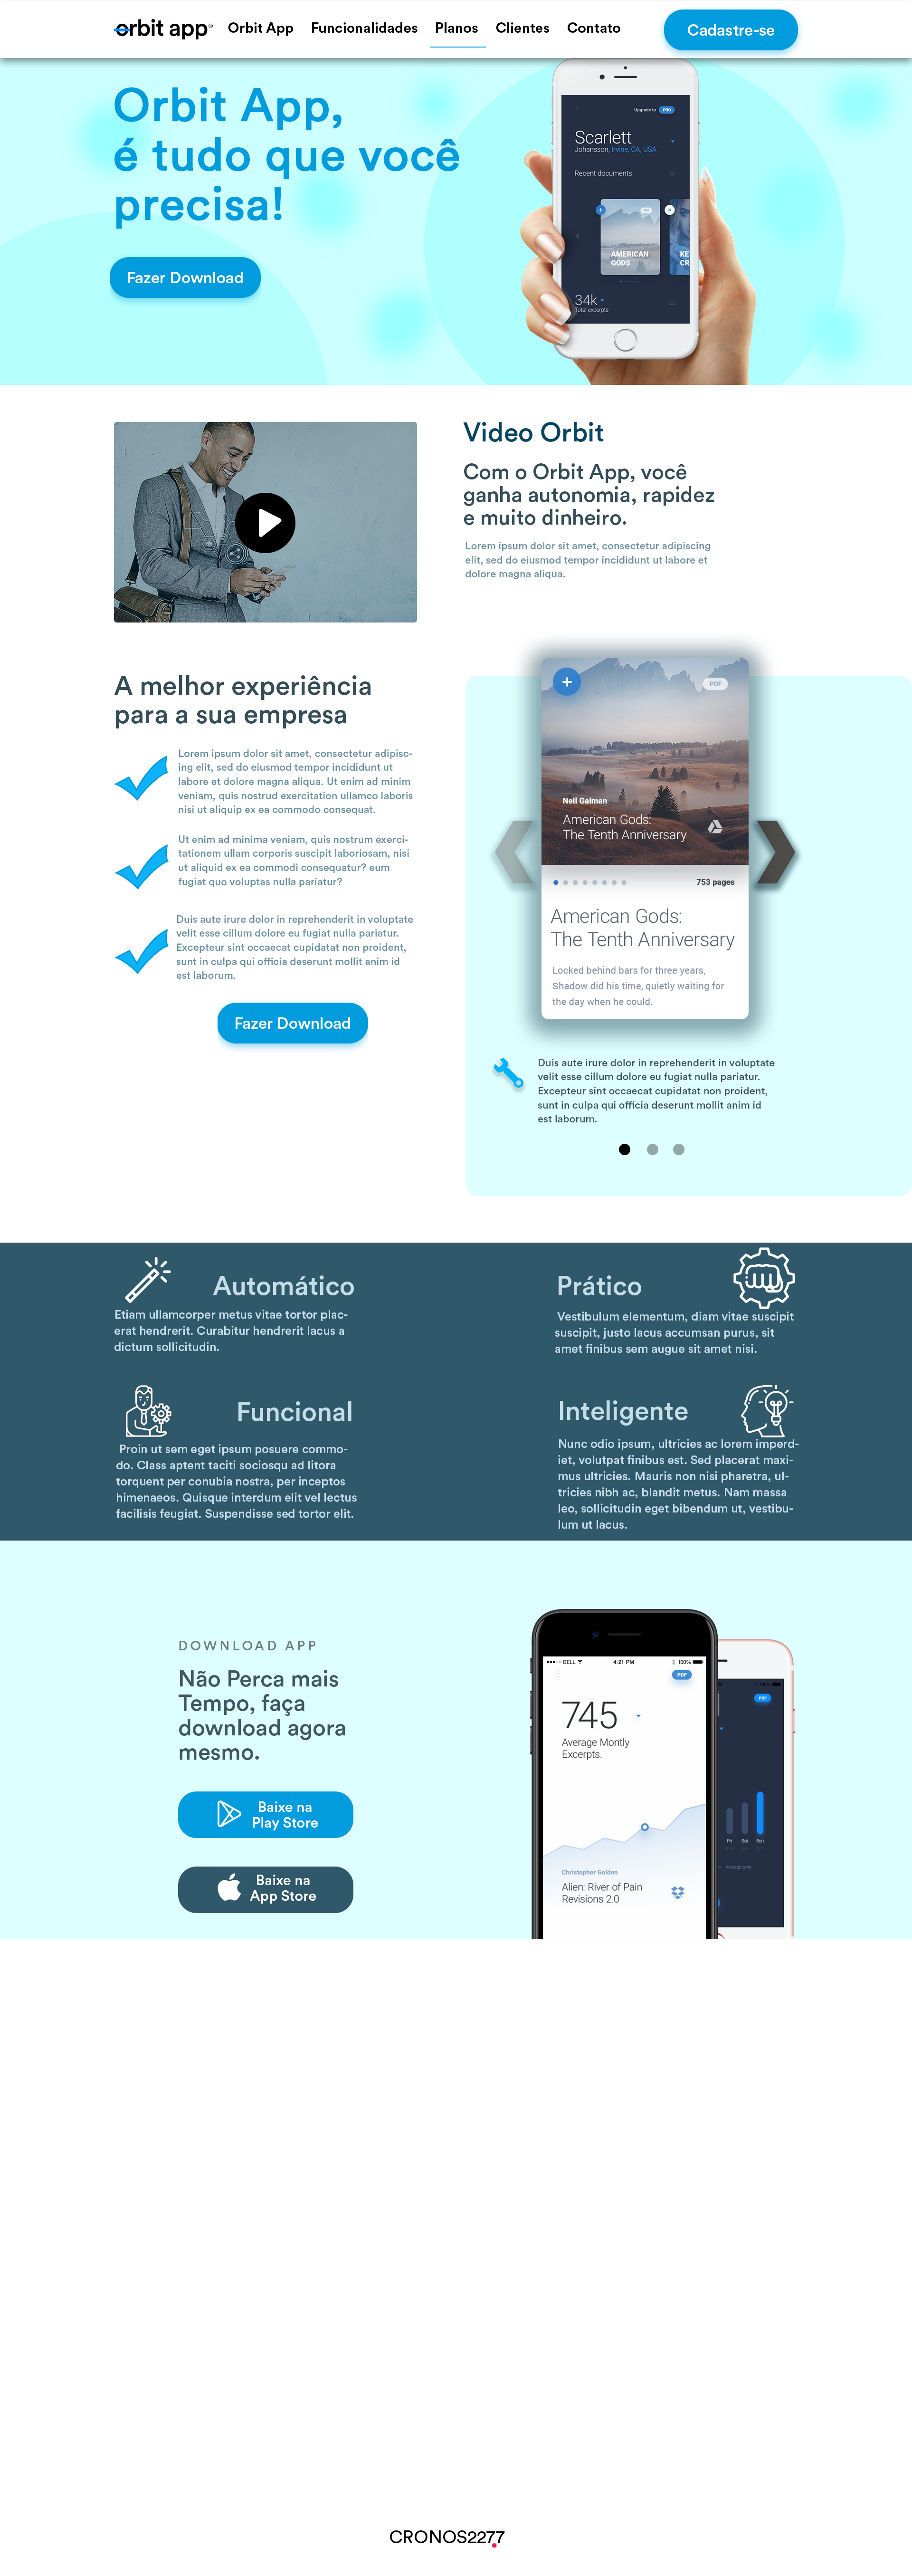 orbit app®
Orbit App
Funcionalidades
Planos
Clientes
Contato
Cadastre-se
Orbit App,
é tudo que você
precisa!
Fazer Download
Upgrade to PRO
Scarlett
Johansson, Irvine, CA, USA
Recent documents
AMERICAN
GODS
KE
CR
34k
Total excerpts
Video Orbit
Com o Orbit App, você
ganha autonomia, rapidez
e muito dinheiro.
Lorem ipsum dolor sit amet, consectetur adipiscing
elit, sed do eiusmod tempor incididunt ut labore et
dolore magna aliqua.
A melhor experiência
para a sua empresa
Lorem ipsum dolor sit amet, consectetur adipisc-
ing elit, sed do eiusmod tempor incididunt ut
labore et dolore magna aliqua. Ut enim ad minim
veniam, quis nostrud exercitation ullamco laboris
nisi ut aliquip ex ea commodo consequat.
Ut enim ad minima veniam, quis nostrum exerci-
tationem ullam corporis suscipit laboriosam, nisi
ut aliquid ex ea commodi consequatur? eum
fugiat quo voluptas nulla pariatur?
Duis aute irure dolor in reprehenderit in voluptate
velit esse cillum dolore eu fugiat nulla pariatur.
Excepteur sint occaecat cupidatat non proident,
sunt in culpa qui officia deserunt mollit anim id
est laborum.
Fazer Download
PDF
Neil Gaiman
American Gods:
The Tenth Anniversary
753 pages
American Gods:
The Tenth Anniversary
Locked behind bars for three years,
Shadow did his time, quietly waiting for
the day when he could.
Duis aute irure dolor in reprehenderit in voluptate
velit esse cillum dolore eu fugiat nulla pariatur.
Excepteur sint occaecat cupidatat non proident,
sunt in culpa qui officia deserunt mollit anim id
est laborum.
Automático
Etiam ullamcorper metus vitae tortor plac-
erat hendrerit. Curabitur hendrerit lacus a
dictum sollicitudin.
Prático
Vestibulum elementum, diam vitae suscipit
suscipit, justo lacus accumsan purus, sit
amet finibus sem augue sit amet nisi.
Funcional
Proin ut sem eget ipsum posuere commo-
do. Class aptent taciti sociosqu ad litora
torquent per conubia nostra, per inceptos
himenaeos. Quisque interdum elit vel lectus
facilisis feugiat. Suspendisse sed tortor elit.
Inteligente
Nunc odio ipsum, ultricies ac lorem imperd-
iet, volutpat finibus est. Sed placerat maxi-
mus ultricies. Mauris non nisi pharetra, ul-
tricies nibh ac, blandit metus. Nam massa
leo, sollicitudin eget bibendum ut, vestibu-
lum ut lacus.
DOWNLOAD APP
Não Perca mais
Tempo, faça
download agora
mesmo.
Baixe na
Play Store
Baixe na
App Store
BELL 4:21 PM 100%
PDF
745
Average Montly
Excerpts.
Christopher Golden
Alien: River of Pain
Revisions 2.0
PDF
Fri Sat Sun
CRONOS2277